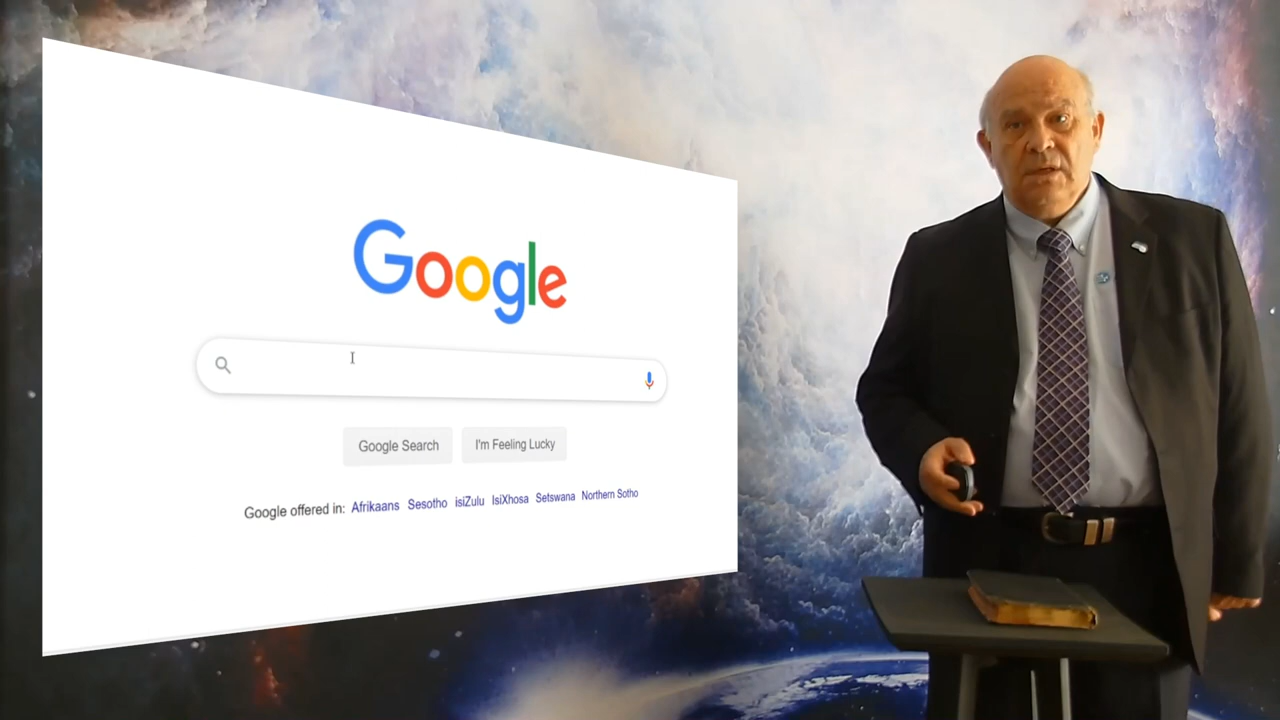 Google
Google Search I'm Feeling Lucky
Google offered in: Afrikaans Sesotho isiZulu IsiXhosa Setswana Northern Sotho